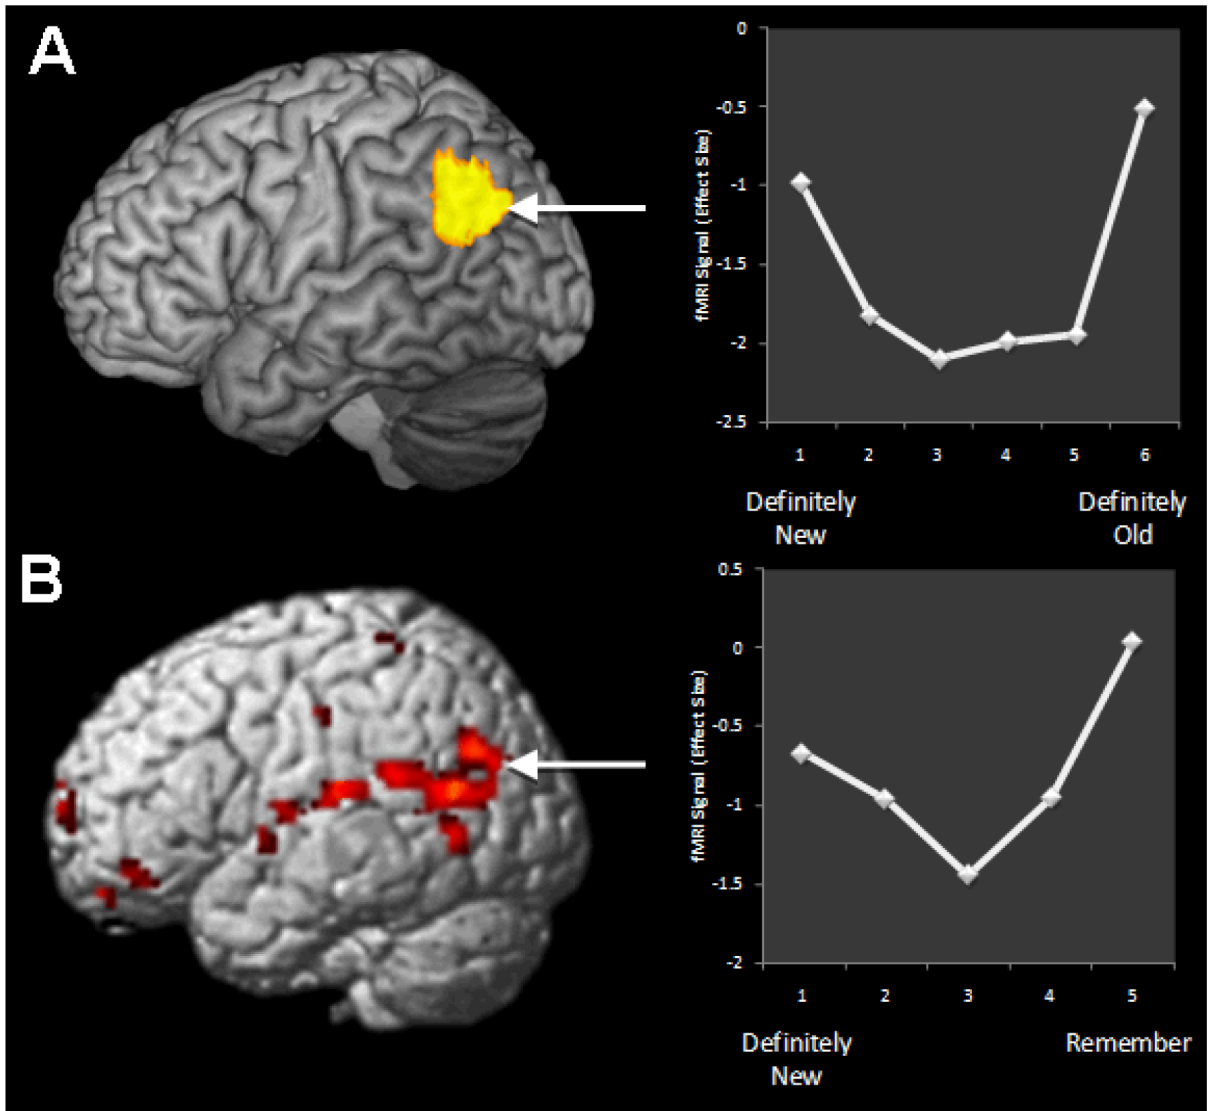 A
fMRI Signal (Effect Size)
0
-0.5
-1
-1.5
-2
-2.5
1 2 3 4 5 6
Definitely
New
Definitely
Old
B
fMRI Signal (Effect Size)
0.5
0
-0.5
-1
-1.5
-2
1 2 3 4 5
Definitely
New
Remember